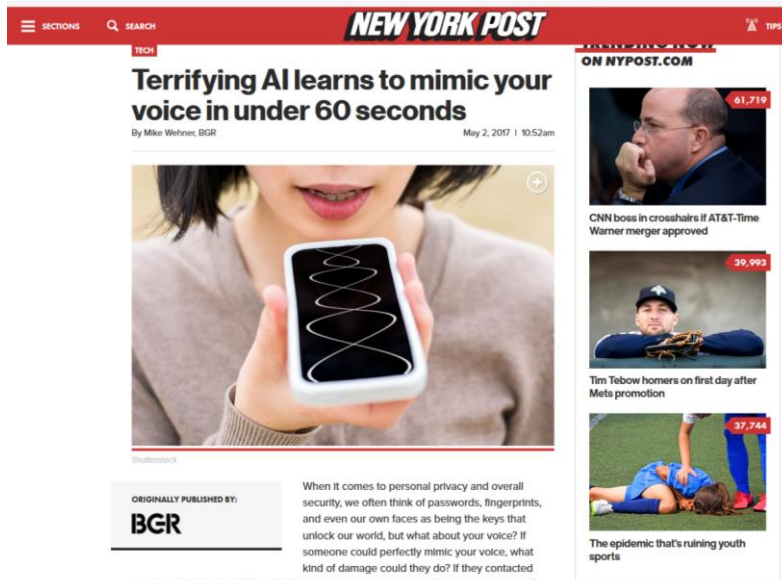 SECTIONS
SEARCH
NEW YORK POST
TIPS
TECH
Terrifying AI learns to mimic your
voice in under 60 seconds
By Mike Wehner, BGR
May 2, 2017 | 10:52am
Shutterstock
ORIGINALLY PUBLISHED BY:
BGR
When it comes to personal privacy and overall
security, we often think of passwords, fingerprints,
and even our own faces as being the keys that
unlock our world, but what about your voice? If
someone could perfectly mimic your voice, what
kind of damage could they do? If they contacted
TRENDING NOW
ON NYPOST.COM
61,719
CNN boss in crosshairs if AT&T-Time
Warner merger approved
39,993
Tim Tebow homers on first day after
Mets promotion
37,744
The epidemic that's ruining youth
sports